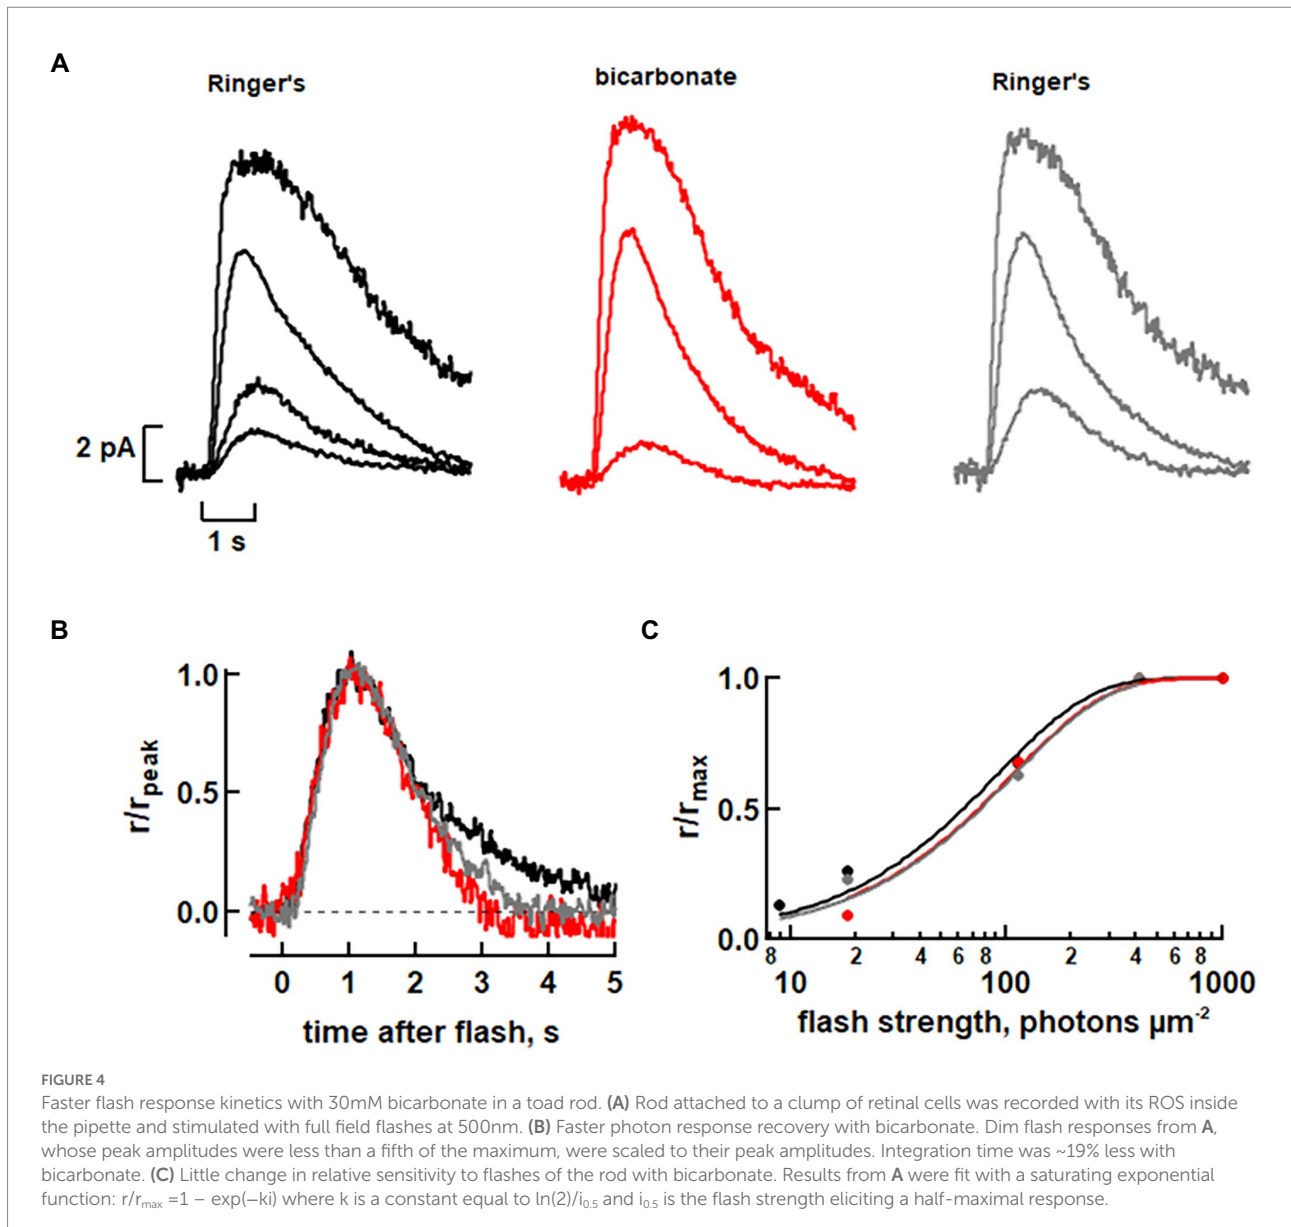 A
Ringer's
bicarbonate
Ringer's
2 pA
1 s
B
C
1.0
0.5
0.0
r/r_peak
0 1 2 3 4 5
time after flash, s
1.0
0.5
0.0
r/r_max
8 10 2 4 6 8 100 2 4 6 8 1000
flash strength, photons µm⁻²
FIGURE 4
Faster flash response kinetics with 30mM bicarbonate in a toad rod. (A) Rod attached to a clump of retinal cells was recorded with its ROS inside
the pipette and stimulated with full field flashes at 500nm. (B) Faster photon response recovery with bicarbonate. Dim flash responses from A,
whose peak amplitudes were less than a fifth of the maximum, were scaled to their peak amplitudes. Integration time was ~19% less with
bicarbonate. (C) Little change in relative sensitivity to flashes of the rod with bicarbonate. Results from A were fit with a saturating exponential
function: r/r_max =1 − exp(−ki) where k is a constant equal to ln(2)/i_0.5 and i_0.5 is the flash strength eliciting a half-maximal response.